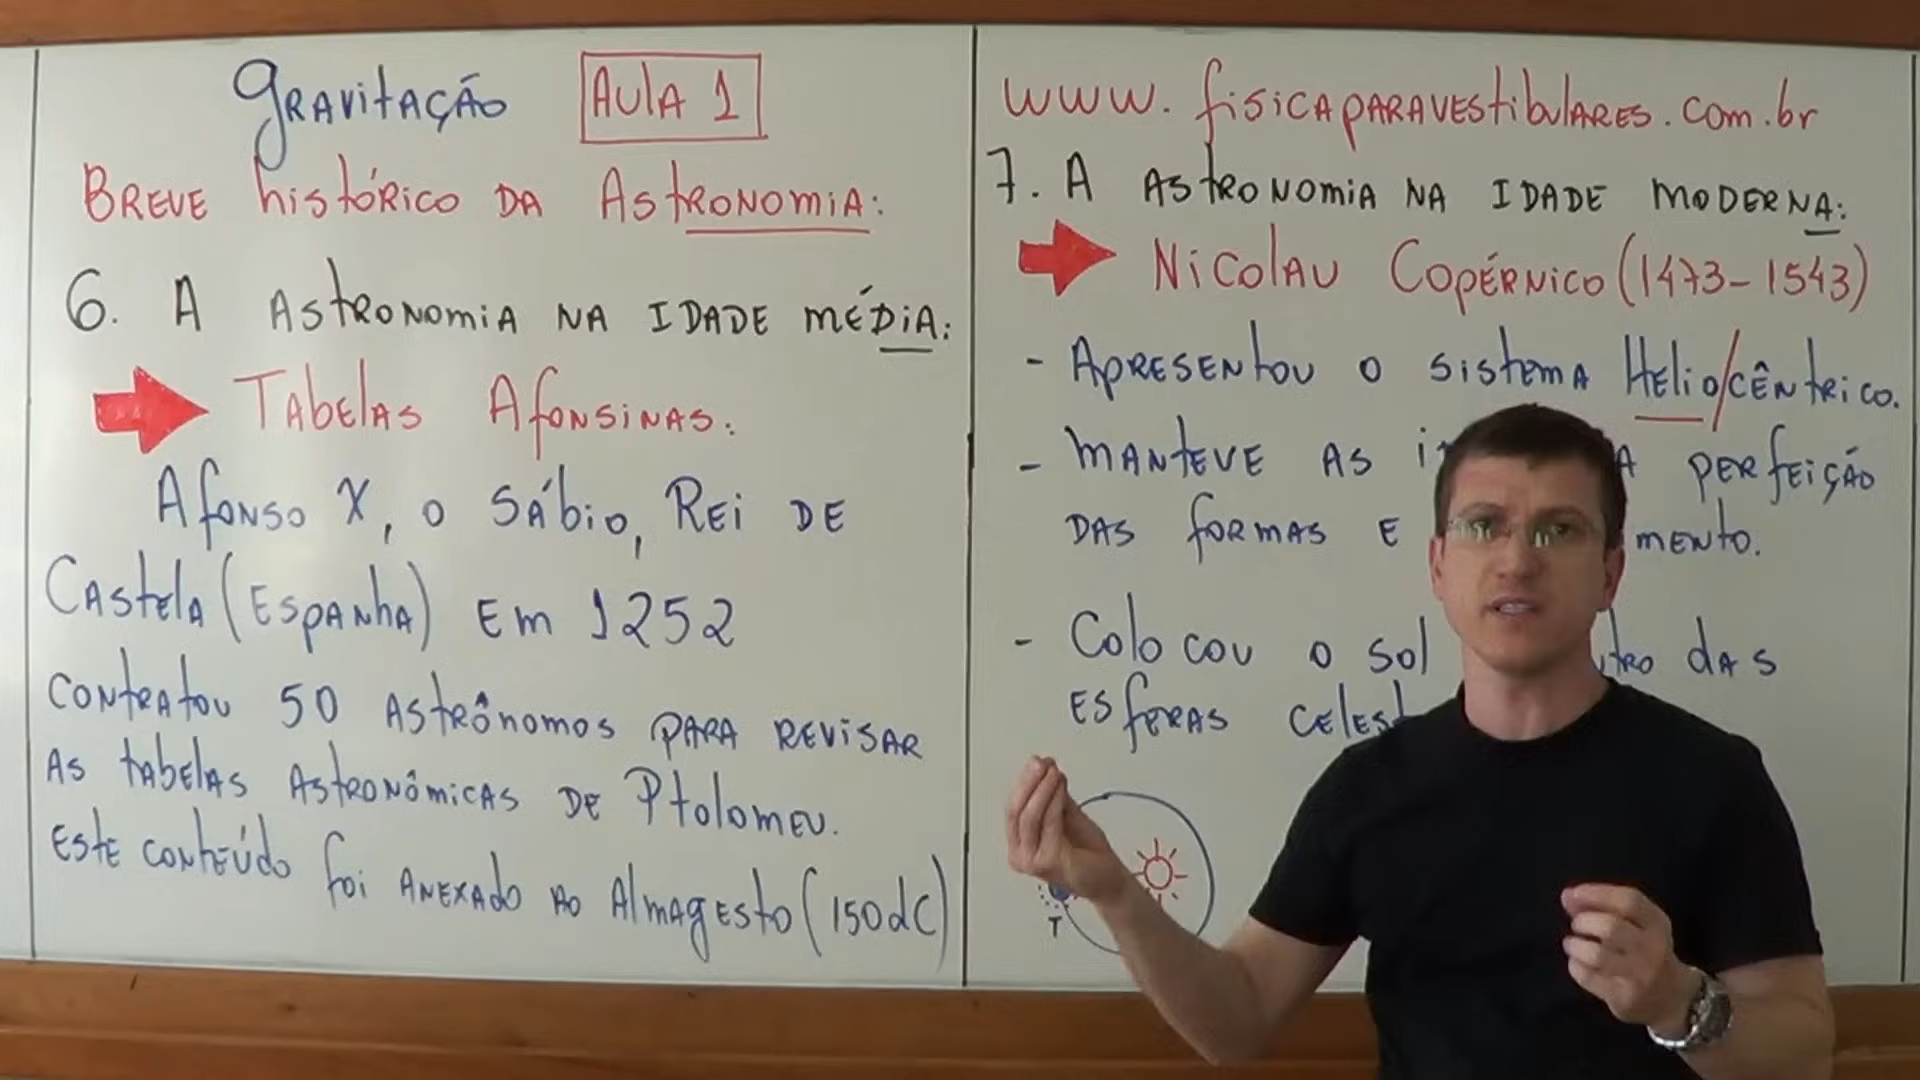 Gravitação Aula 1
Breve histórico da Astronomia:
6. A Astronomia na Idade Média:
Tabelas Afonsinas.
Afonso X, o Sábio, Rei de
Castela (Espanha) em 1252
contratou 50 astrônomos para revisar
as tabelas astronômicas de Ptolomeu.
Este conteúdo foi anexado ao Almagesto (150 dC)
www.fisicaparavestibulares.com.br
7. A Astronomia na Idade Moderna:
Nicolau Copérnico (1473-1543)
- Apresentou o sistema Helio/cêntrico.
- Manteve as perfeição
das formas e
- Colocou o sol das
esferas
T